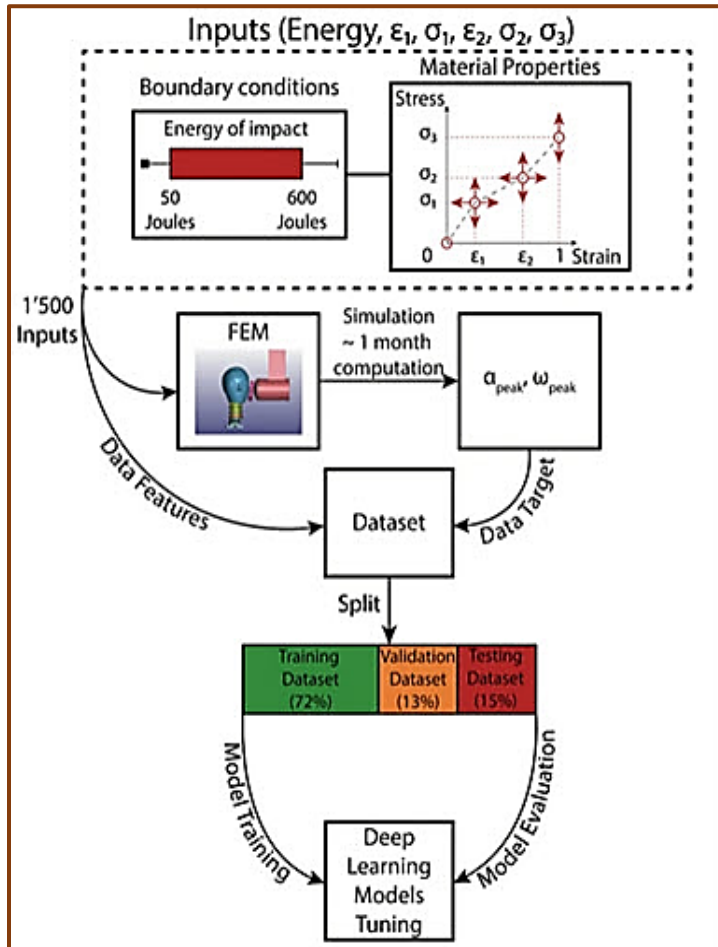 Inputs (Energy, ε₁, σ₁, ε₂, σ₂, σ₃)
Boundary conditions
Energy of impact
50
Joules
600
Joules
Material Properties
Stress
σ₃
σ₂
σ₁
0
ε₁
ε₂
1
Strain
1'500
Inputs
FEM
Simulation
~ 1 month
computation
α peak, ω peak
Data Features
Data Target
Dataset
Split
Training
Dataset
(72%)
Validation
Dataset
(13%)
Testing
Dataset
(15%)
Model Training
Model Evaluation
Deep
Learning
Models
Tuning